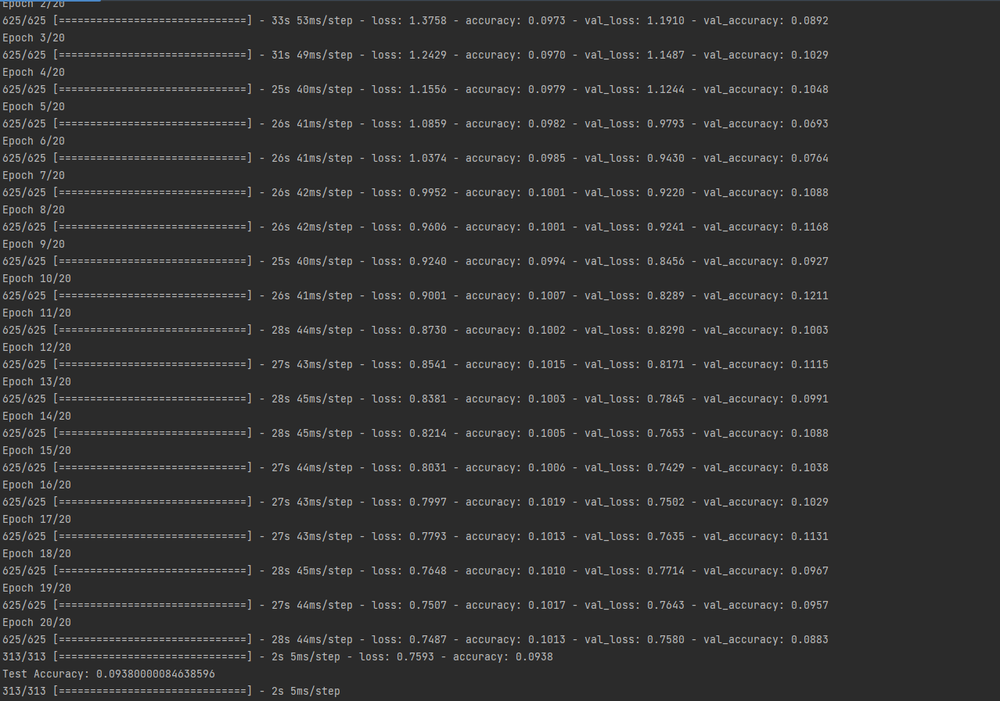 Epoch 2/20
625/625 [==============================] - 33s 53ms/step - loss: 1.3758 - accuracy: 0.0973 - val_loss: 1.1910 - val_accuracy: 0.0892
Epoch 3/20
625/625 [==============================] - 31s 49ms/step - loss: 1.2429 - accuracy: 0.0970 - val_loss: 1.1487 - val_accuracy: 0.1029
Epoch 4/20
625/625 [==============================] - 25s 40ms/step - loss: 1.1556 - accuracy: 0.0979 - val_loss: 1.1244 - val_accuracy: 0.1048
Epoch 5/20
625/625 [==============================] - 26s 41ms/step - loss: 1.0859 - accuracy: 0.0982 - val_loss: 0.9793 - val_accuracy: 0.0693
Epoch 6/20
625/625 [==============================] - 26s 41ms/step - loss: 1.0374 - accuracy: 0.0985 - val_loss: 0.9430 - val_accuracy: 0.0764
Epoch 7/20
625/625 [==============================] - 26s 42ms/step - loss: 0.9952 - accuracy: 0.1001 - val_loss: 0.9220 - val_accuracy: 0.1088
Epoch 8/20
625/625 [==============================] - 26s 42ms/step - loss: 0.9606 - accuracy: 0.1001 - val_loss: 0.9241 - val_accuracy: 0.1168
Epoch 9/20
625/625 [==============================] - 25s 40ms/step - loss: 0.9240 - accuracy: 0.0994 - val_loss: 0.8456 - val_accuracy: 0.0927
Epoch 10/20
625/625 [==============================] - 26s 41ms/step - loss: 0.9001 - accuracy: 0.1007 - val_loss: 0.8289 - val_accuracy: 0.1211
Epoch 11/20
625/625 [==============================] - 28s 44ms/step - loss: 0.8730 - accuracy: 0.1002 - val_loss: 0.8290 - val_accuracy: 0.1003
Epoch 12/20
625/625 [==============================] - 27s 43ms/step - loss: 0.8541 - accuracy: 0.1015 - val_loss: 0.8171 - val_accuracy: 0.1115
Epoch 13/20
625/625 [==============================] - 28s 45ms/step - loss: 0.8381 - accuracy: 0.1003 - val_loss: 0.7845 - val_accuracy: 0.0991
Epoch 14/20
625/625 [==============================] - 28s 45ms/step - loss: 0.8214 - accuracy: 0.1005 - val_loss: 0.7653 - val_accuracy: 0.1088
Epoch 15/20
625/625 [==============================] - 27s 44ms/step - loss: 0.8031 - accuracy: 0.1006 - val_loss: 0.7429 - val_accuracy: 0.1038
Epoch 16/20
625/625 [==============================] - 27s 43ms/step - loss: 0.7997 - accuracy: 0.1019 - val_loss: 0.7502 - val_accuracy: 0.1029
Epoch 17/20
625/625 [==============================] - 27s 43ms/step - loss: 0.7793 - accuracy: 0.1013 - val_loss: 0.7635 - val_accuracy: 0.1131
Epoch 18/20
625/625 [==============================] - 28s 45ms/step - loss: 0.7648 - accuracy: 0.1010 - val_loss: 0.7714 - val_accuracy: 0.0967
Epoch 19/20
625/625 [==============================] - 27s 44ms/step - loss: 0.7507 - accuracy: 0.1017 - val_loss: 0.7643 - val_accuracy: 0.0957
Epoch 20/20
625/625 [==============================] - 28s 44ms/step - loss: 0.7487 - accuracy: 0.1013 - val_loss: 0.7580 - val_accuracy: 0.0883
313/313 [==============================] - 2s 5ms/step - loss: 0.7593 - accuracy: 0.0938
Test Accuracy: 0.09380000084638596
313/313 [==============================] - 2s 5ms/step